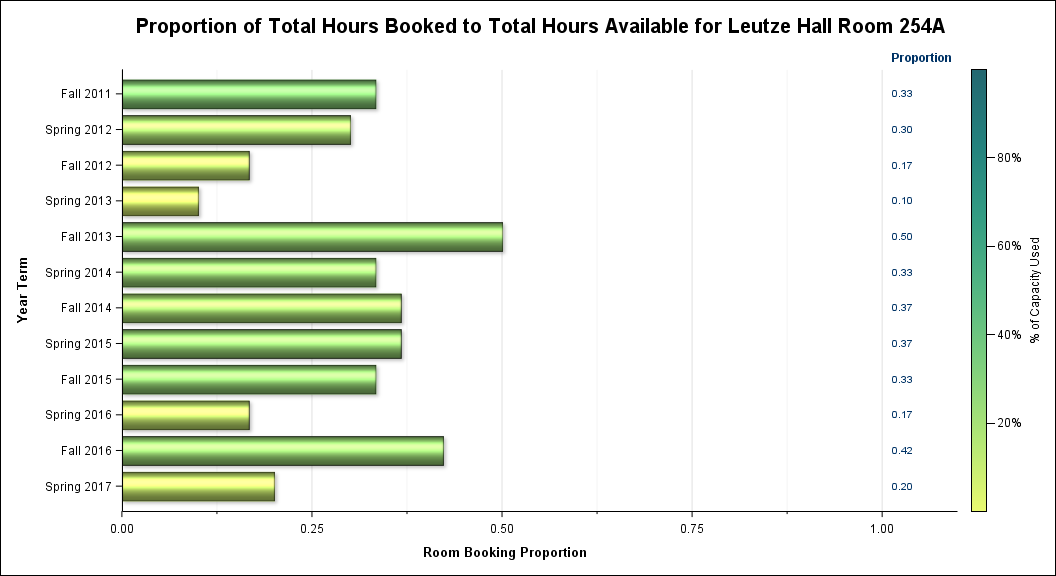 Proportion of Total Hours Booked to Total Hours Available for Leutze Hall Room 254A
Proportion
Fall 2011 0.33
Spring 2012 0.30
Fall 2012 0.17
Spring 2013 0.10
Fall 2013 0.50
Spring 2014 0.33
Fall 2014 0.37
Spring 2015 0.37
Fall 2015 0.33
Spring 2016 0.17
Fall 2016 0.42
Spring 2017 0.20
Year Term
0.00 0.25 0.50 0.75 1.00
Room Booking Proportion
80%
60%
40%
20%
% of Capacity Used